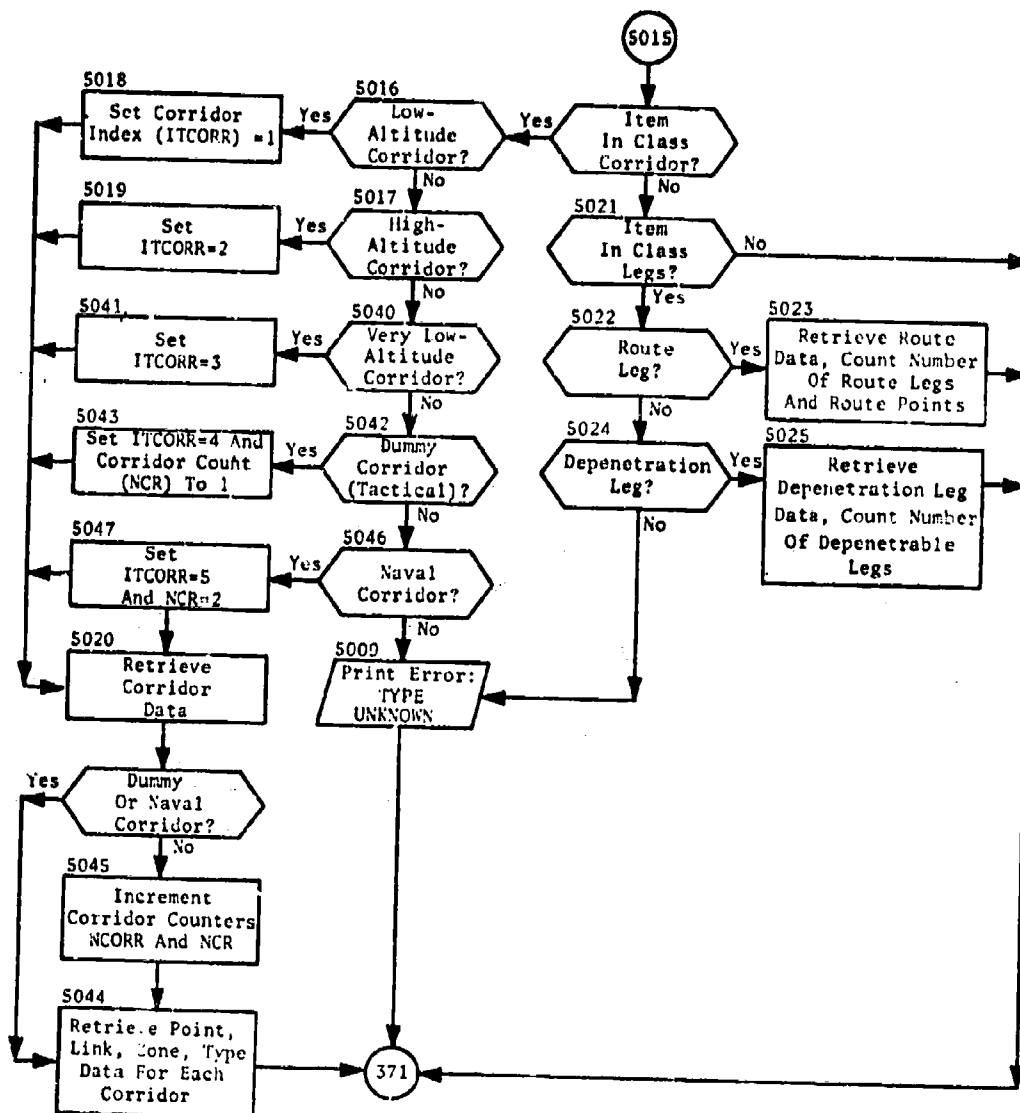 5015
5018
Set Corridor
Index (ITCORR) =1
Yes
5016
Low-
Altitude
Corridor?
Yes
Item
In Class
Corridor?
No
No
5019
Set
ITCORR=2
Yes
5017
High-
Altitude
Corridor?
No
5021
Item
In Class
Legs?
No
Yes
5041
Set
ITCORR=3
Yes
5040
Very Low-
Altitude
Corridor?
No
5022
Route
Leg?
Yes
No
5023
Retrieve Route
Data, Count Number
Of Route Legs
And Route Points
5043
Set ITCORR=4 And
Corridor Count
(NCR) To 1
Yes
5042
Dummy
Corridor
(Tactical)?
No
5024
Depenetration
Leg?
Yes
No
5025
Retrieve
Depenetration Leg
Data, Count Number
Of Depenetrable
Legs
5047
Set
ITCORR=5
And NCR=2
Yes
5046
Naval
Corridor?
No
5020
Retrieve
Corridor
Data
5000
Print Error:
TYPE
UNKNOWN
Yes
Dummy
Or Naval
Corridor?
No
5045
Increment
Corridor Counters
NCORR And NCR
5044
Retrieve Point,
Link, Zone, Type
Data For Each
Corridor
371